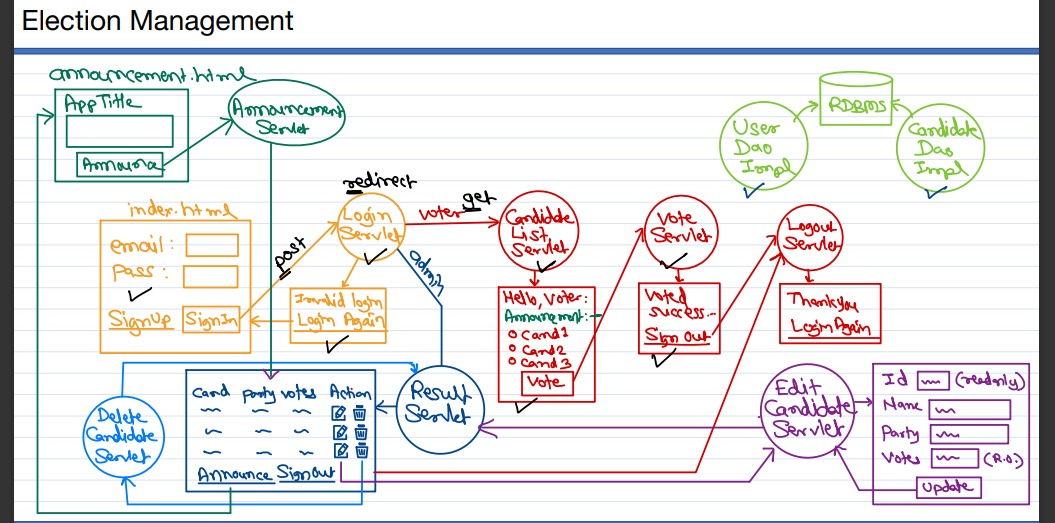 Election Management
announcement.html
App Title
Announce
Announcement
Servlet
RDBMS
User
Dao
Impl
Candidate
Dao
Impl
redirect
get
post
voter
admin
index.html
email:
pass:
SignUp
SignIn
Login
Servlet
Invalid login
Login Again
Candidate
List
Servlet
Hello, Voter:
Announcement:-
o cand1
o cand2
o cand3
Vote
Vote
Servlet
Voted
success...
Sign out
Logout
Servlet
Thank you
Login Again
Delete
Candidate
Servlet
Cand party votes Action
Announce Signout
Result
Servlet
Edit
Candidate
Servlet
Id (readonly)
Name
Party
Votes (R.O.)
Update